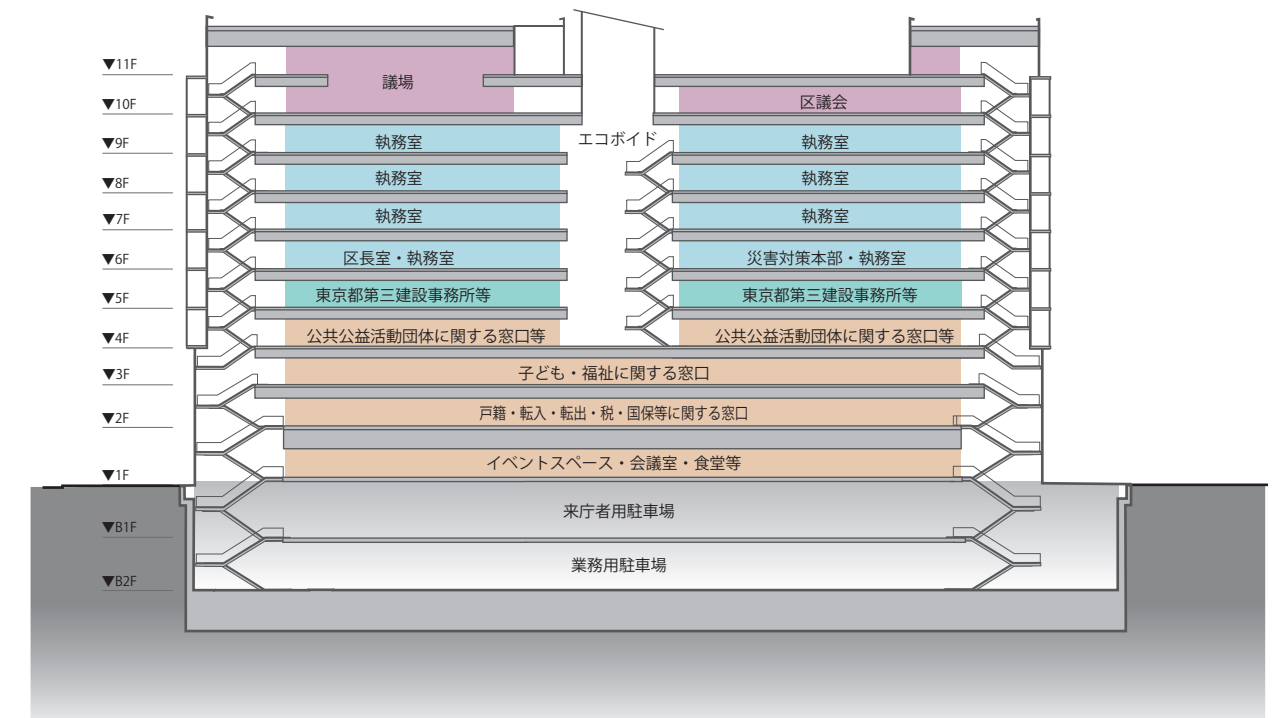 ▼11F
議場
▼10F
区議会
▼9F
執務室
エコボイド
執務室
▼8F
執務室
執務室
▼7F
執務室
執務室
▼6F
区長室・執務室
災害対策本部・執務室
▼5F
東京都第三建設事務所等
東京都第三建設事務所等
▼4F
公共公益活動団体に関する窓口等
公共公益活動団体に関する窓口等
▼3F
子ども・福祉に関する窓口
▼2F
戸籍・転入・転出・税・国保等に関する窓口
▼1F
イベントスペース・会議室・食堂等
来庁者用駐車場
▼B1F
業務用駐車場
▼B2F